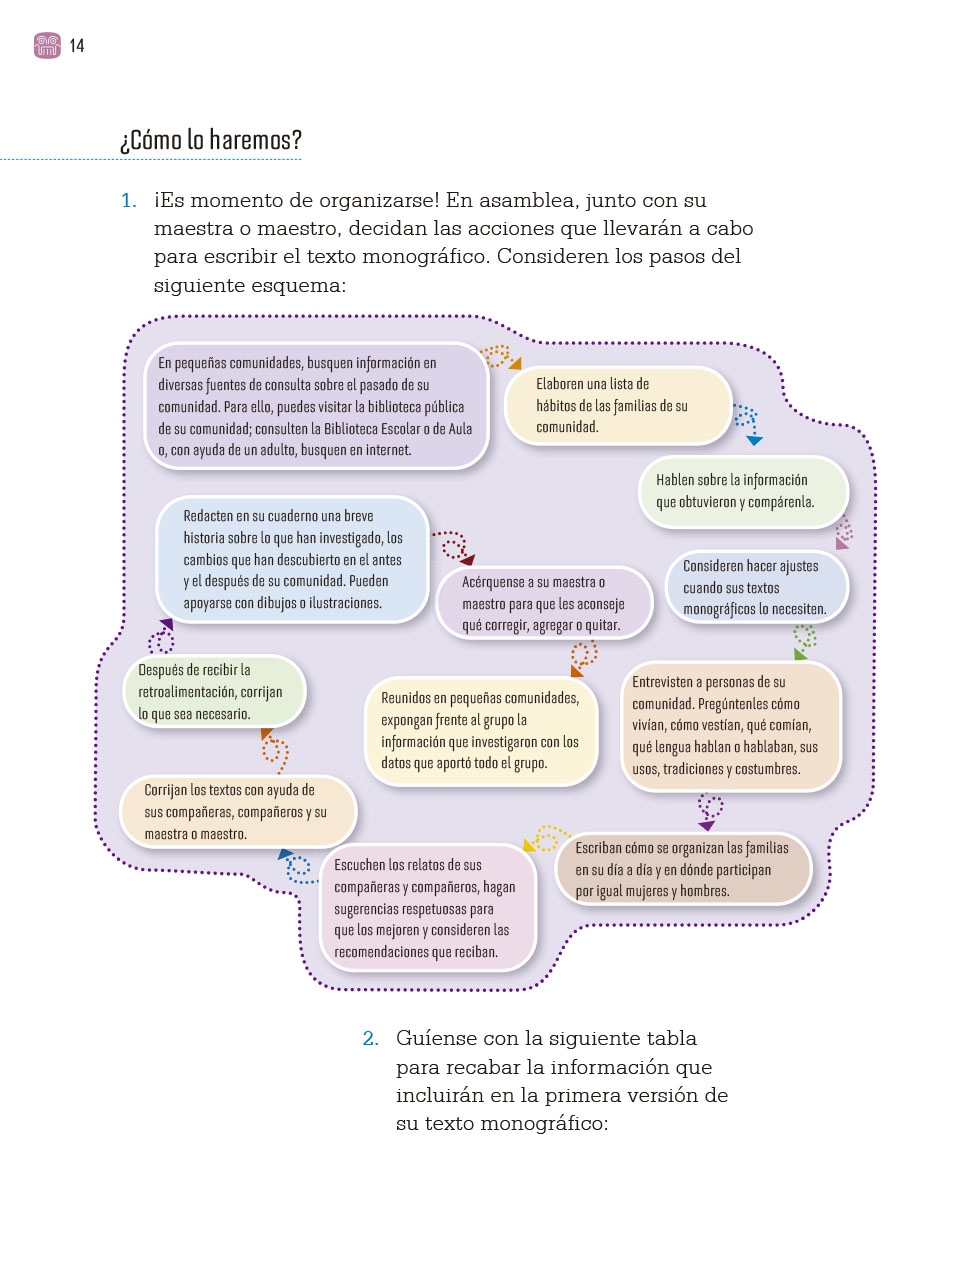 14
¿Cómo lo haremos?
1. ¡Es momento de organizarse! En asamblea, junto con su
maestra o maestro, decidan las acciones que llevarán a cabo
para escribir el texto monográfico. Consideren los pasos del
siguiente esquema:
En pequeñas comunidades, busquen información en
diversas fuentes de consulta sobre el pasado de su
comunidad. Para ello, puedes visitar la biblioteca pública
de su comunidad; consulten la Biblioteca Escolar o de Aula
o, con ayuda de un adulto, busquen en internet.
Elaboren una lista de
hábitos de las familias de su
comunidad.
Hablen sobre la información
que obtuvieron y compárenla.
Consideren hacer ajustes
cuando sus textos
monográficos lo necesiten.
Entrevisten a personas de su
comunidad. Pregúntenles cómo
vivían, cómo vestían, qué comían,
qué lengua hablan o hablaban, sus
usos, tradiciones y costumbres.
Escriban cómo se organizan las familias
en su día a día y en dónde participan
por igual mujeres y hombres.
Escuchen los relatos de sus
compañeras y compañeros, hagan
sugerencias respetuosas para
que los mejoren y consideren las
recomendaciones que reciban.
Corrijan los textos con ayuda de
sus compañeras, compañeros y su
maestra o maestro.
Después de recibir la
retroalimentación, corrijan
lo que sea necesario.
Redacten en su cuaderno una breve
historia sobre lo que han investigado, los
cambios que han descubierto en el antes
y el después de su comunidad. Pueden
apoyarse con dibujos o ilustraciones.
Acérquense a su maestra o
maestro para que les aconseje
qué corregir, agregar o quitar.
Reunidos en pequeñas comunidades,
expongan frente al grupo la
información que investigaron con los
datos que aportó todo el grupo.
2. Guíense con la siguiente tabla
para recabar la información que
incluirán en la primera versión de
su texto monográfico: